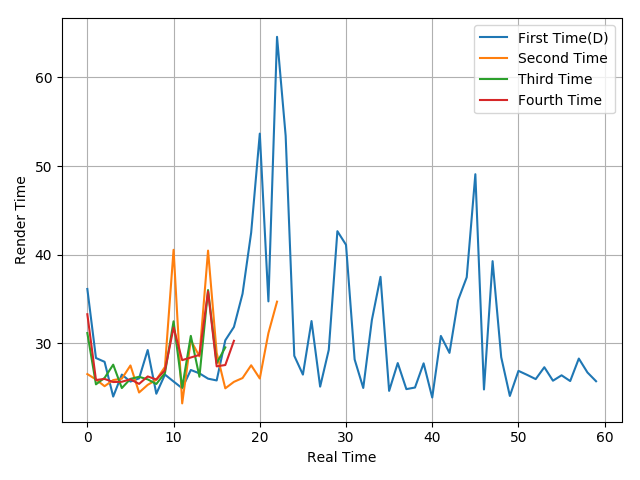 First Time(D)
Second Time
Third Time
Fourth Time
60
50
40
30
Render Time
0 10 20 30 40 50 60
Real Time